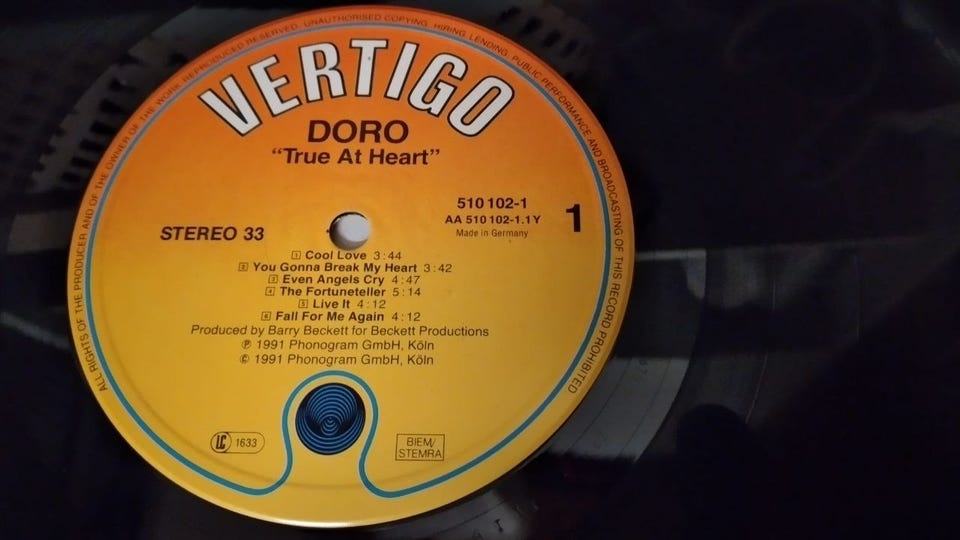 ALL RIGHTS OF THE PRODUCER AND OF THE OWNER OF THE WORK REPRODUCED RESERVED. UNAUTHORISED COPYING, HIRING, LENDING, PUBLIC PERFORMANCE AND BROADCASTING OF THIS RECORD PROHIBITED
VERTIGO
DORO
"True At Heart"
510 102-1
AA 510 102-1.1 Y
Made in Germany
1
STEREO 33
1 Cool Love 3:44
2 You Gonna Break My Heart 3:42
3 Even Angels Cry 4:47
4 The Fortuneteller 5:14
5 Live It 4:12
6 Fall For Me Again 4:12
Produced by Barry Beckett for Beckett Productions
℗ 1991 Phonogram GmbH, Köln
© 1991 Phonogram GmbH, Köln
LC 1633
BIEM/
STEMRA